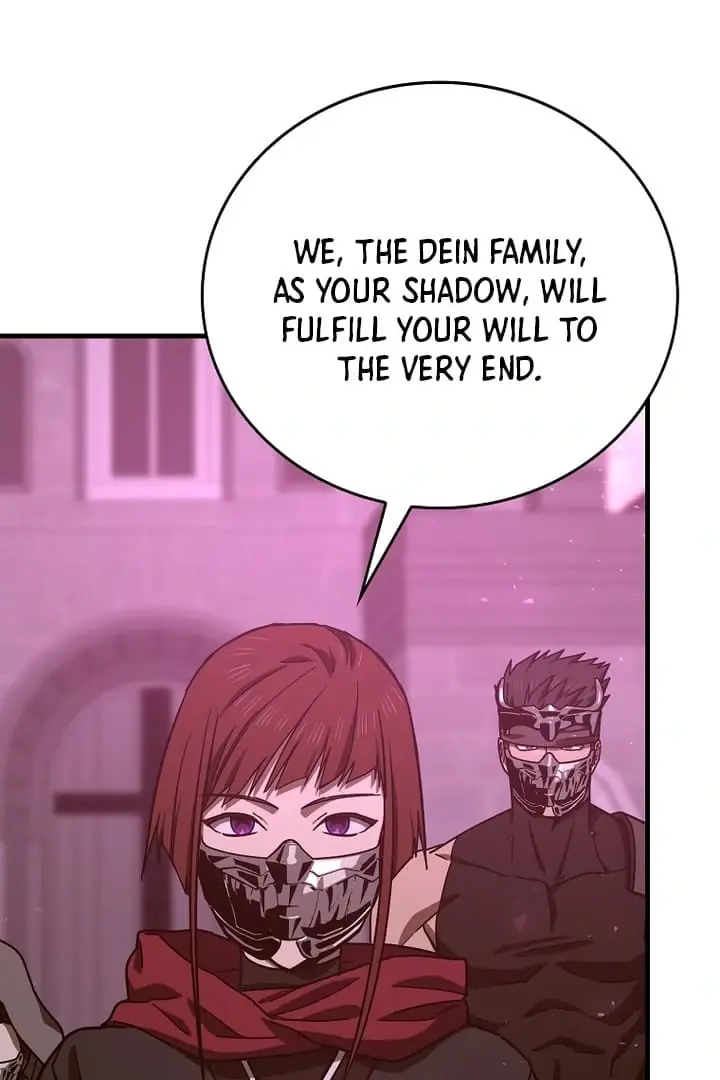 WE, THE DEIN FAMILY,
AS YOUR SHADOW, WILL
FULFILL YOUR WILL TO
THE VERY END.